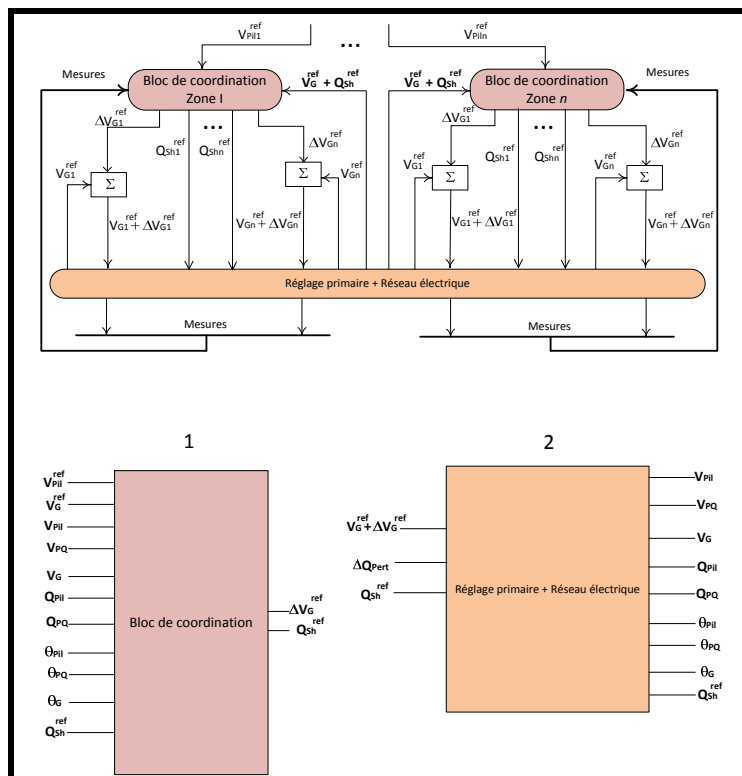 V_Pil1^ref
...
V_Piln^ref
Mesures
Bloc de coordination
Zone I
V_G^ref + Q_Sh^ref
V_G^ref + Q_Sh^ref
Bloc de coordination
Zone n
Mesures
ΔV_G1^ref
Q_Sh1^ref
...
Q_Shn^ref
ΔV_Gn^ref
ΔV_G1^ref
Q_Sh1^ref
...
Q_Shn^ref
ΔV_Gn^ref
V_G1^ref
Σ
Σ
V_Gn^ref
V_G1^ref
Σ
V_Gn^ref
Σ
V_G1^ref + ΔV_G1^ref
V_Gn^ref + ΔV_Gn^ref
V_G1^ref + ΔV_G1^ref
V_Gn^ref + ΔV_Gn^ref
Réglage primaire + Réseau électrique
Mesures
Mesures
1
V_Pil^ref
V_G^ref
V_Pil
V_PQ
V_G
Q_Pil
Q_PQ
θ_Pil
θ_PQ
θ_G
Q_Sh^ref
Bloc de coordination
ΔV_G^ref
Q_Sh^ref
2
V_G^ref + ΔV_G^ref
ΔQ_Pert
Q_Sh^ref
Réglage primaire + Réseau électrique
V_Pil
V_PQ
V_G
Q_Pil
Q_PQ
θ_Pil
θ_PQ
θ_G
Q_Sh^ref